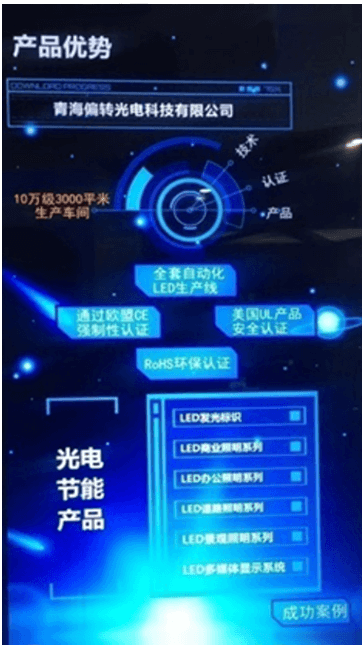 产品优势
DOWNLOAD PROGRESS
青海偏转光电科技有限公司
技术
认证
产品
10万级3000平米
生产车间
全套自动化
LED生产线
通过欧盟CE
强制性认证
美国UL产品
安全认证
RoHS环保认证
光电
节能
产品
LED发光标识
LED商业照明系列
LED办公照明系列
LED道路照明系列
LED景观照明系列
LED多媒体显示系统
成功案例